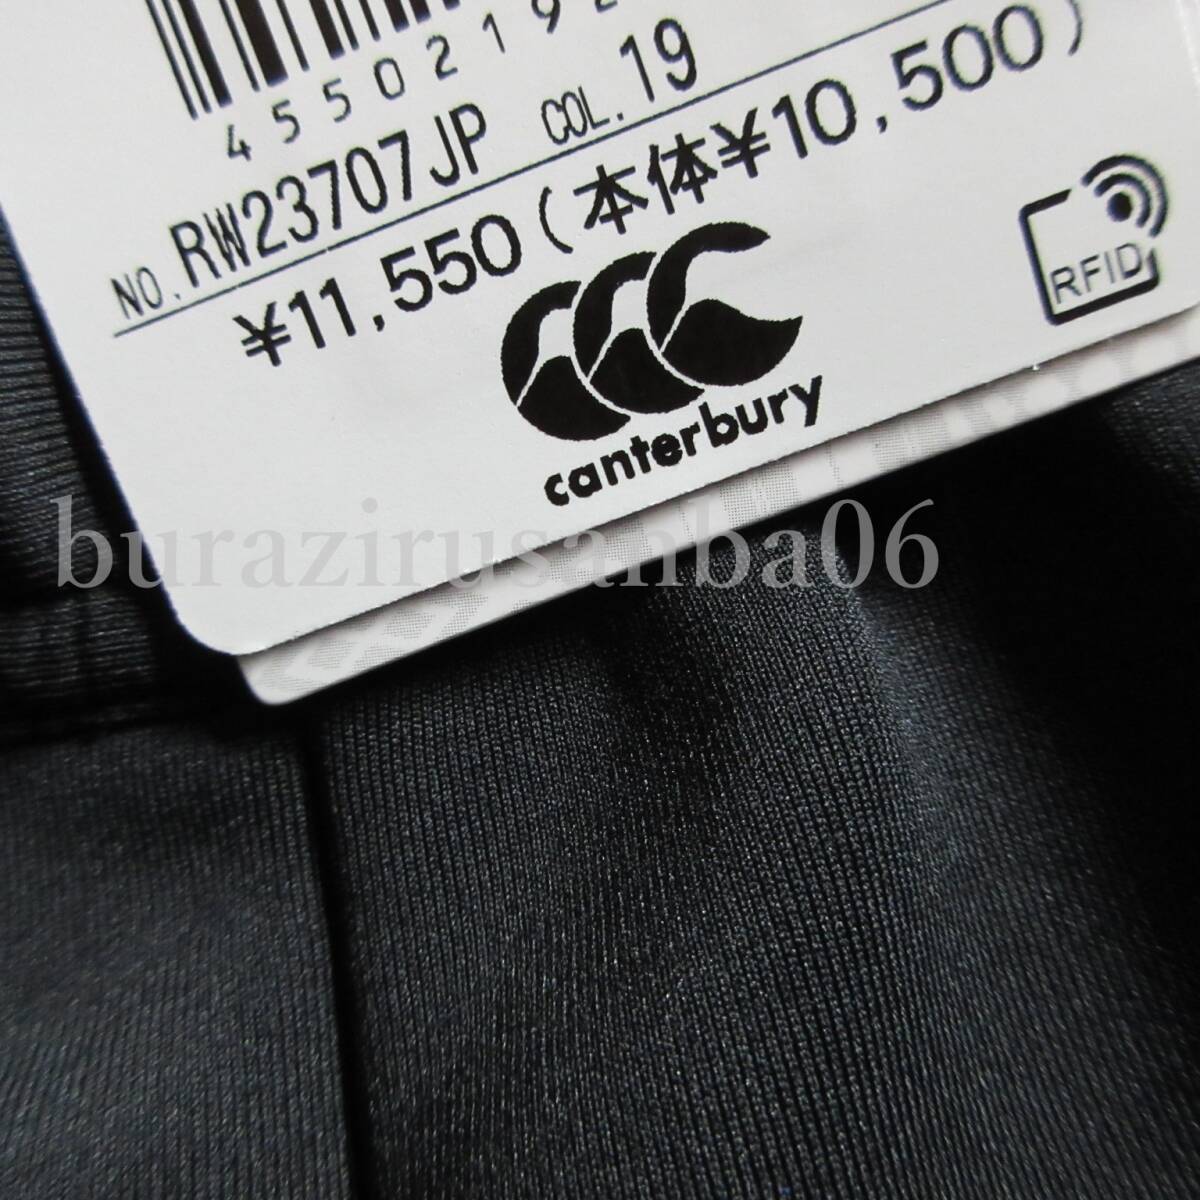 4550219
NO. RW23707JP COL. 19
¥11,550(本体¥10,500)
RFID
canterbury
burazirusanba06